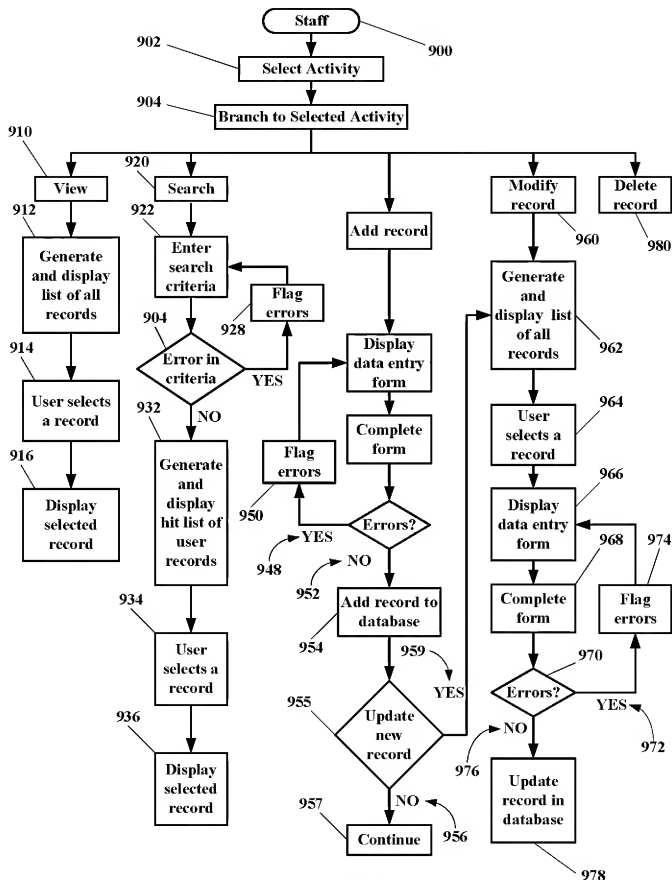 Staff
900
902
Select Activity
904
Branch to Selected Activity
910
View
912
Generate
and display
list of all
records
914
User selects
a record
916
Display
selected record
920
Search
922
Enter
search
criteria
Flag
errors
928
904
Error in
criteria
YES
NO
932
Generate
and
display
hit list of
user
records
934
User
selects a
record
936
Display
selected
record
Add record
Display
data entry
form
Complete
form
Flag
errors
950
Errors?
YES
948
NO
952
Add record to
database
954
959
YES
955
Update
new
record
NO
956
957
Continue
Modify
record
960
Generate
and
display list
of all
records
962
User
selects a
record
964
966
Display
data entry
form
974
968
Complete
form
Flag
errors
970
Errors?
YES
972
NO
976
Update
record in
database
978
Delete
record
980